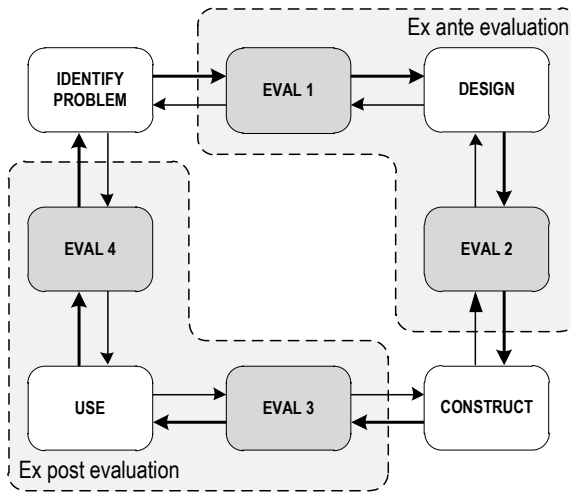 Ex ante evaluation
IDENTIFY
PROBLEM
EVAL 1
DESIGN
EVAL 4
EVAL 2
USE
EVAL 3
CONSTRUCT
Ex post evaluation